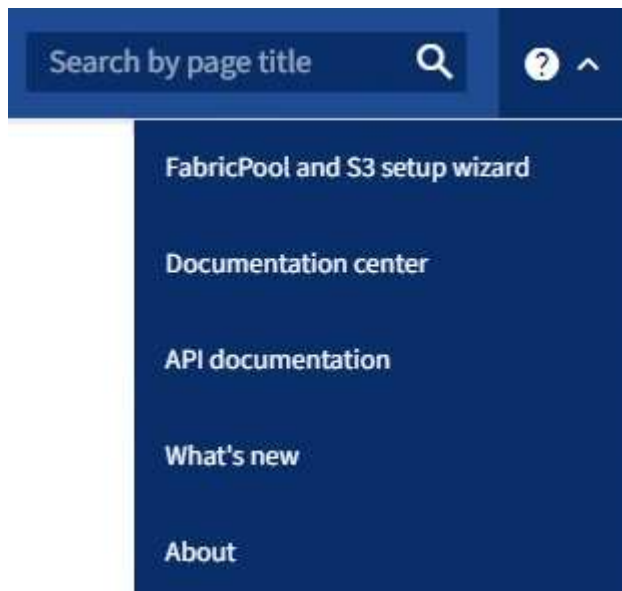 Search by page title
FabricPool and S3 setup wizard
Documentation center
API documentation
What's new
About